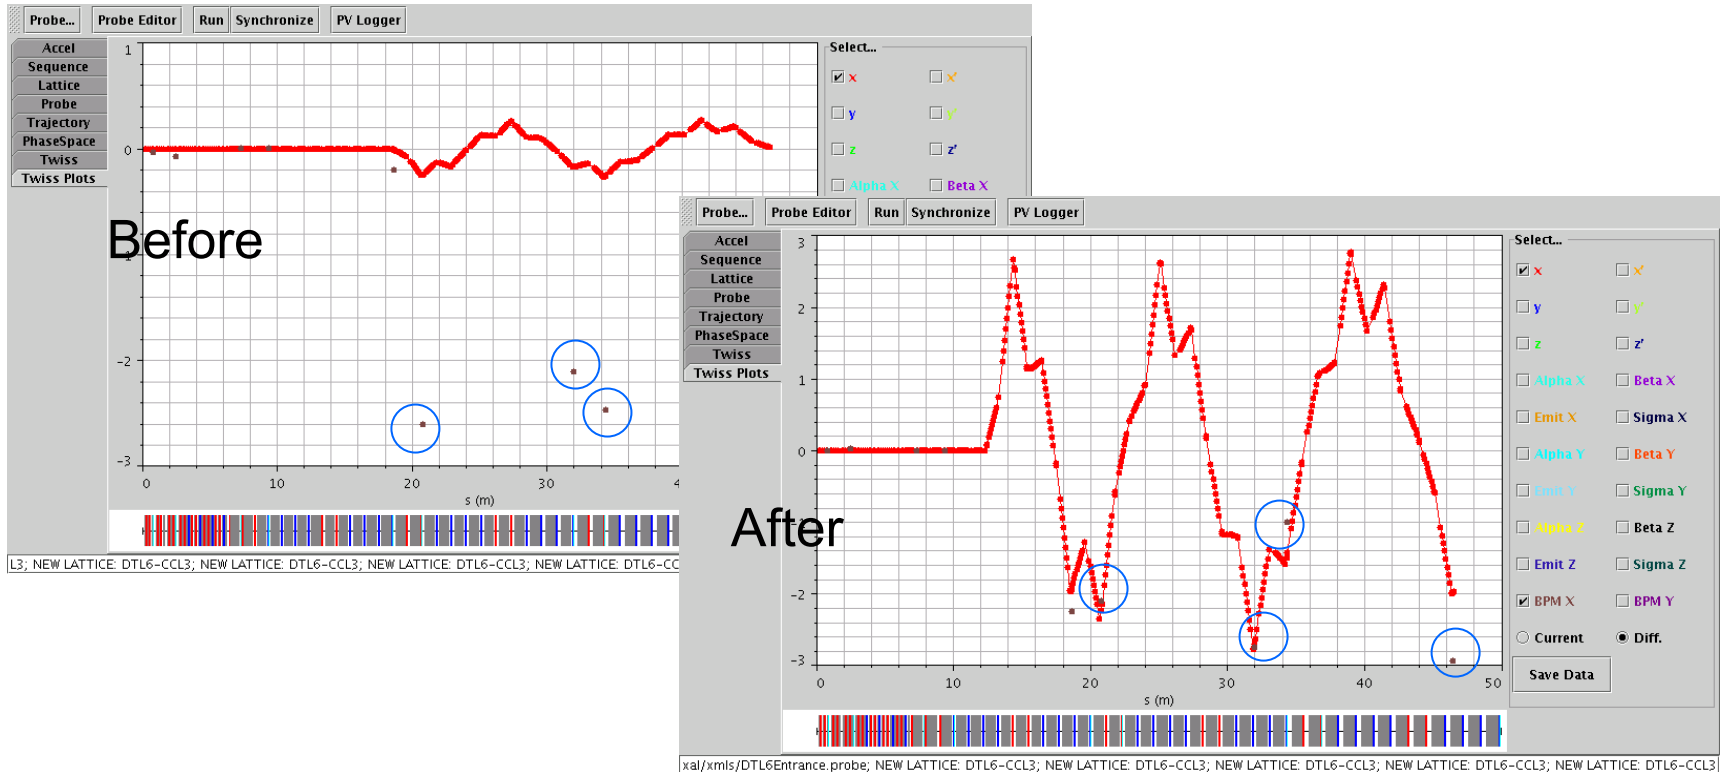 Probe... Probe Editor Run Synchronize PV Logger
Accel
Sequence
Lattice
Probe
Trajectory
PhaseSpace
Twiss
Twiss Plots
1
0
-2
-3
0 20 30 4
s (m)
Before
Select...
x x'
y
z z'
Alpha X Beta X
L3; NEW LATTICE: DTL6-CCL3; NEW LATTICE: DTL6-CCL3; NEW LATTICE: DTL6-CCL3; NEW LATTICE: DTL6-CC
Probe... Probe Editor Run Synchronize PV Logger
Accel
Sequence
Lattice
Probe
Trajectory
PhaseSpace
Twiss
Twiss Plots
3
2
1
0
-2
-3
0 10 20 30 40 50
s (m)
After
Select...
x x'
y y'
z z'
Alpha X Beta X
Emit X Sigma X
Alpha Y Beta Y
Emit Y Sigma Y
Alpha Z Beta Z
Emit Z Sigma Z
BPM X BPM Y
Current Diff.
Save Data
xal/xmls/DTL6Entrance.probe; NEW LATTICE: DTL6-CCL3; NEW LATTICE: DTL6-CCL3; NEW LATTICE: DTL6-CCL3; NEW LATTICE: DTL6-CCL3; NEW LATTICE: DTL6-CCL3